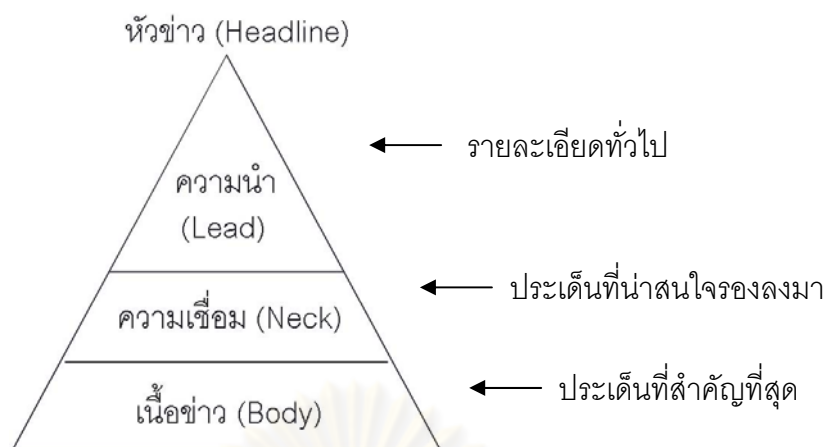 หัวข่าว (Headline)
รายละเอียดทั่วไป
ความนำ
(Lead)
ประเด็นที่น่าสนใจรองลงมา
ความเชื่อม (Neck)
ประเด็นที่สำคัญที่สุด
เนื้อข่าว (Body)